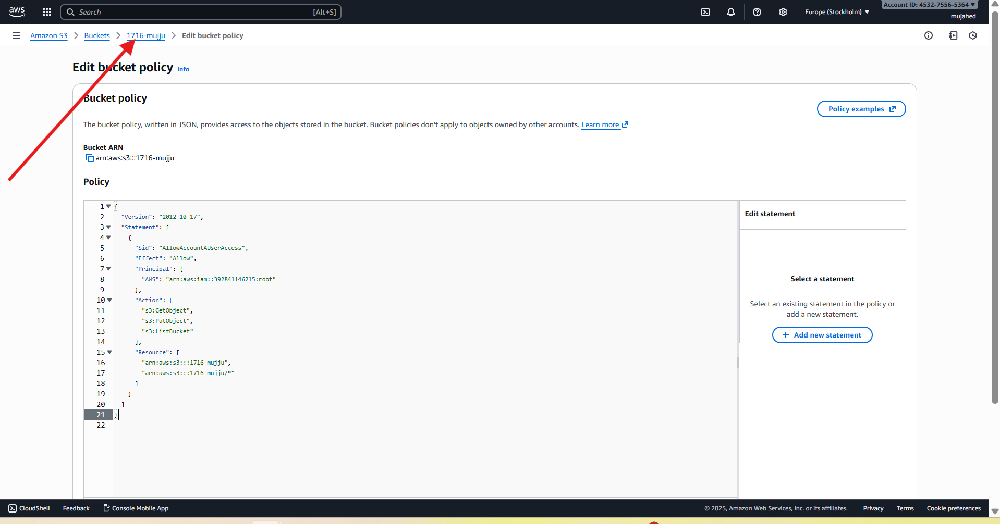 aws
Search [Alt+S]
Europe (Stockholm)
Account ID: 4532-7556-5364
mujahed
Amazon S3 > Buckets > 1716-mujju > Edit bucket policy
Edit bucket policy Info
Bucket policy
Policy examples
The bucket policy, written in JSON, provides access to the objects stored in the bucket. Bucket policies don't apply to objects owned by other accounts. Learn more
Bucket ARN
arn:aws:s3:::1716-mujju
Policy
1 {
2 "Version": "2012-10-17",
3 "Statement": [
4 {
5 "Sid": "AllowAccountAUserAccess",
6 "Effect": "Allow",
7 "Principal": {
8 "AWS": "arn:aws:iam::392841146215:root"
9 },
10 "Action": [
11 "s3:GetObject",
12 "s3:PutObject",
13 "s3:ListBucket"
14 ],
15 "Resource": [
16 "arn:aws:s3:::1716-mujju",
17 "arn:aws:s3:::1716-mujju/*"
18 ]
19 }
20 ]
21 }
22
Edit statement
Select a statement
Select an existing statement in the policy or
add a new statement.
+ Add new statement
CloudShell Feedback Console Mobile App
© 2025, Amazon Web Services, Inc. or its affiliates. Privacy Terms Cookie preferences